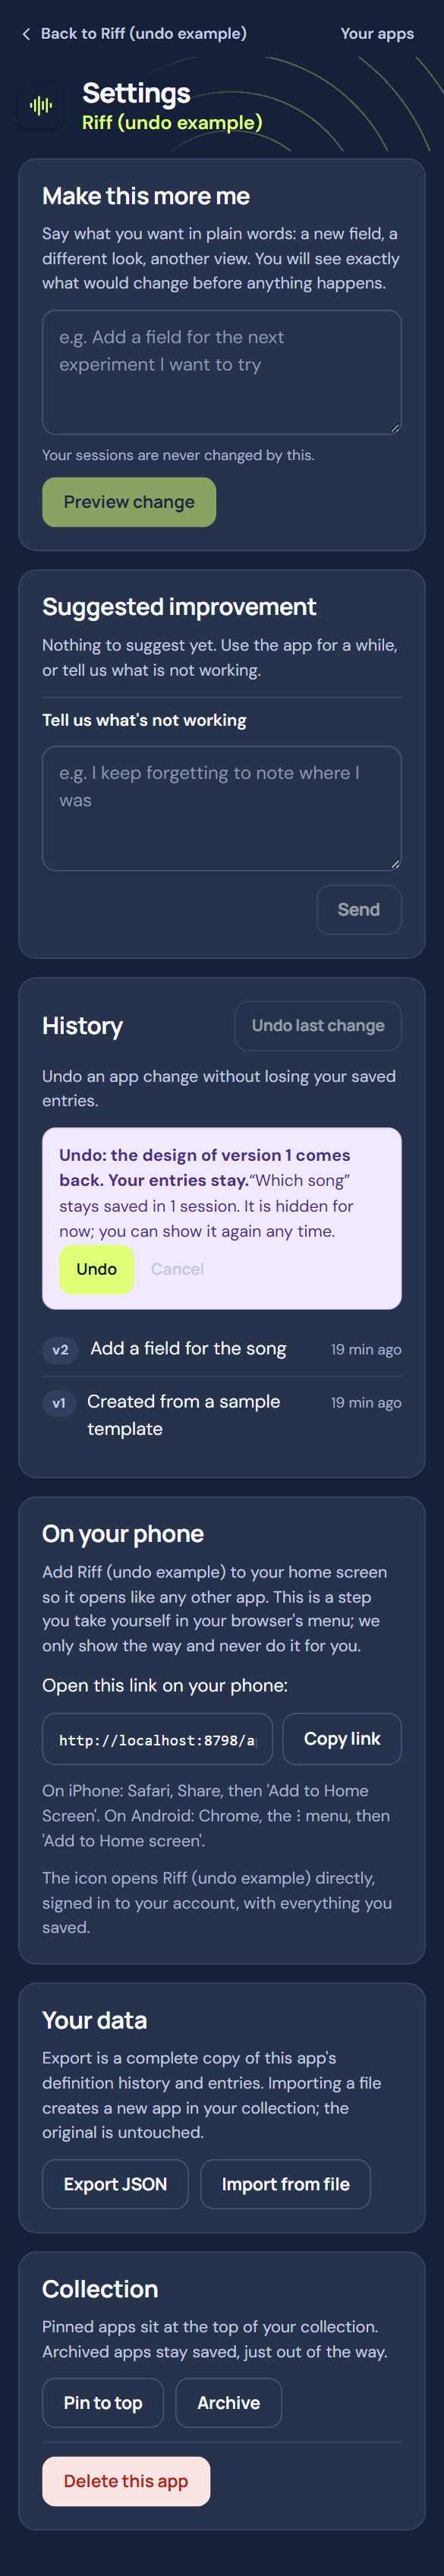 Back to Riff (undo example)
Your apps
Settings
Riff (undo example)
Make this more me
Say what you want in plain words: a new field, a
different look, another view. You will see exactly
what would change before anything happens.
e.g. Add a field for the next
experiment I want to try
Your sessions are never changed by this.
Preview change
Suggested improvement
Nothing to suggest yet. Use the app for a while,
or tell us what is not working.
Tell us what's not working
e.g. I keep forgetting to note where I
was
Send
History
Undo last change
Undo an app change without losing your saved
entries.
Undo: the design of version 1 comes
back. Your entries stay.“Which song”
stays saved in 1 session. It is hidden for
now; you can show it again any time.
Undo
Cancel
v2 Add a field for the song 19 min ago
v1 Created from a sample 19 min ago
template
On your phone
Add Riff (undo example) to your home screen
so it opens like any other app. This is a step
you take yourself in your browser's menu; we
only show the way and never do it for you.
Open this link on your phone:
http://localhost:8798/a
Copy link
On iPhone: Safari, Share, then 'Add to Home
Screen'. On Android: Chrome, the ⋮ menu, then
'Add to Home screen'.
The icon opens Riff (undo example) directly,
signed in to your account, with everything you
saved.
Your data
Export is a complete copy of this app's
definition history and entries. Importing a file
creates a new app in your collection; the
original is untouched.
Export JSON
Import from file
Collection
Pinned apps sit at the top of your collection.
Archived apps stay saved, just out of the way.
Pin to top
Archive
Delete this app